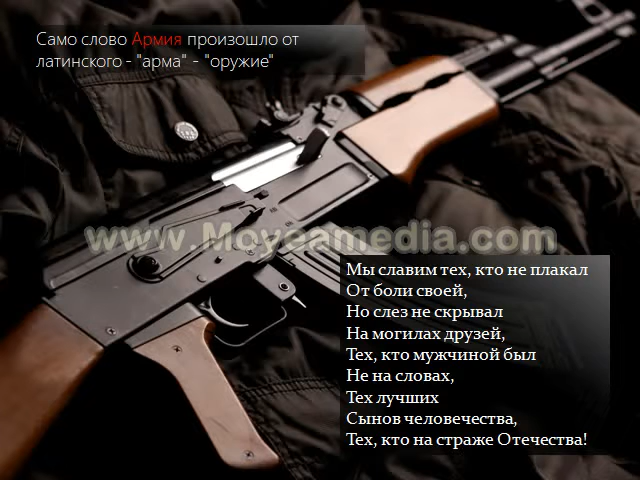 Само слово Армия произошло от
латинского - "арма" - "оружие"
www.Moyeamedia.com
Мы славим тех, кто не плакал
От боли своей,
Но слез не скрывал
На могилах друзей,
Тех, кто мужчиной был
Не на словах,
Тех лучших
Сынов человечества,
Тех, кто на страже Отечества!